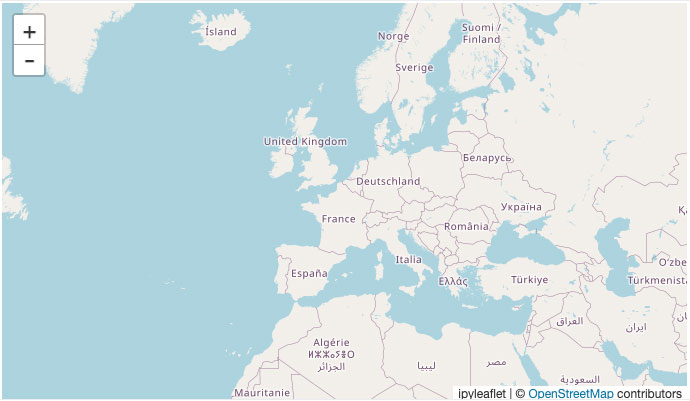 +
-
Ísland
Norge
Suomi /
Finland
Sverige
United Kingdom
Беларусь
Deutschland
Україна
France
România
Italia
España
Ελλάς
Türkiye
O'zbe
Türkmenista
Algérie
ⵍⵣⵣⴰⵢⴻⵔ
الجزائر
ليبيا
مصر
العراق
ایران
السعودية
Mauritanie
ipyleaflet | © OpenStreetMap contributors